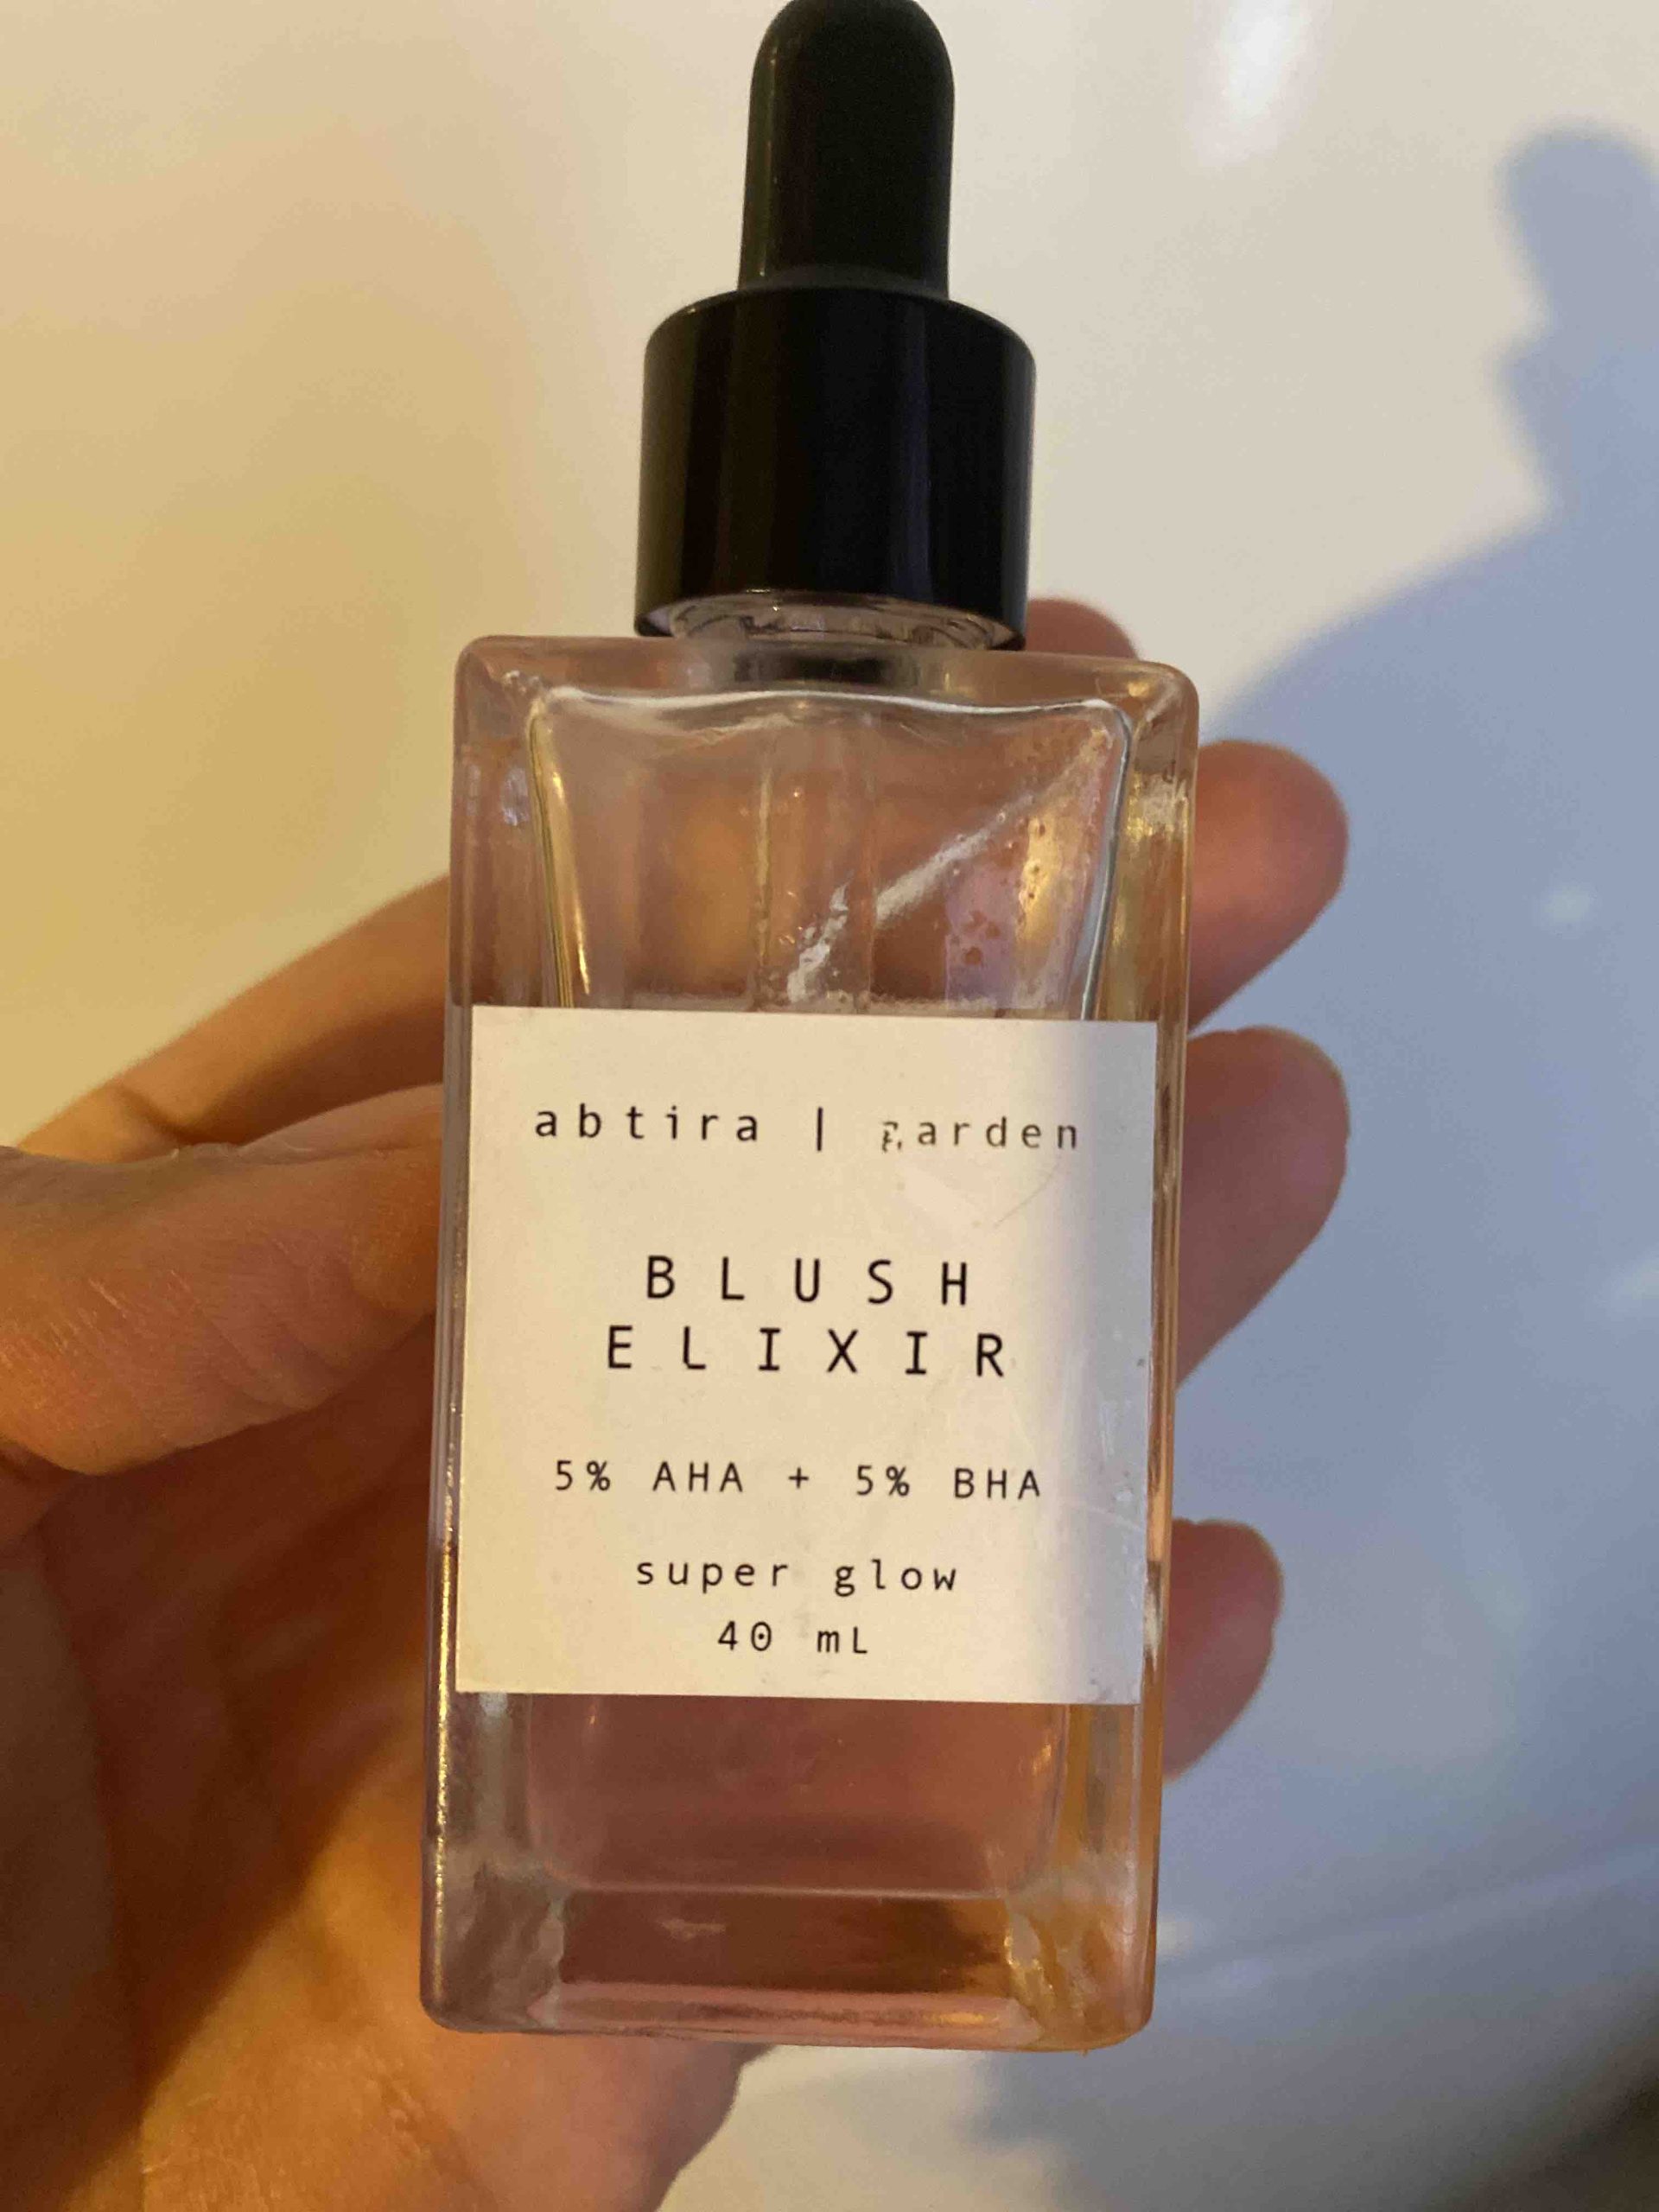 abtira | garden
BLUSH
ELIXIR
5% AHA + 5% BHA
super glow
40 mL